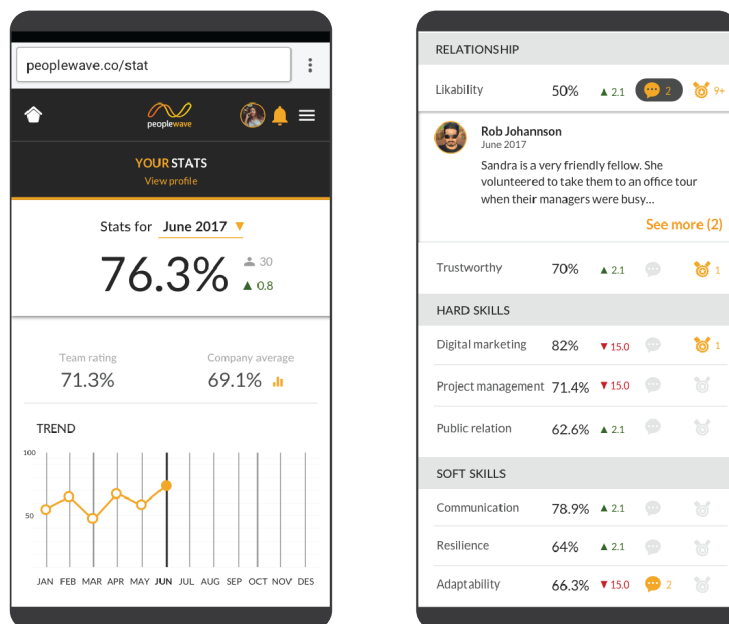 peoplewave.co/stat
peoplewave
YOUR STATS
View profile
Stats for June 2017 ▼
76.3%
30
▲ 0.8
Team rating
Company average
71.3%
69.1%
TREND
100
50
JAN FEB MAR APR MAY JUN JUL AUG SEP OCT NOV DES
RELATIONSHIP
Likability 50% ▲ 2.1 2 9+
Rob Johannson
June 2017
Sandra is a very friendly fellow. She
volunteered to take them to an office tour
when their managers were busy...
See more (2)
Trustworthy 70% ▲ 2.1 1
HARD SKILLS
Digital marketing 82% ▼ 15.0 1
Project management 71.4% ▼ 15.0
Public relation 62.6% ▲ 2.1
SOFT SKILLS
Communication 78.9% ▲ 2.1
Resilience 64% ▲ 2.1
Adaptability 66.3% ▼ 15.0 2